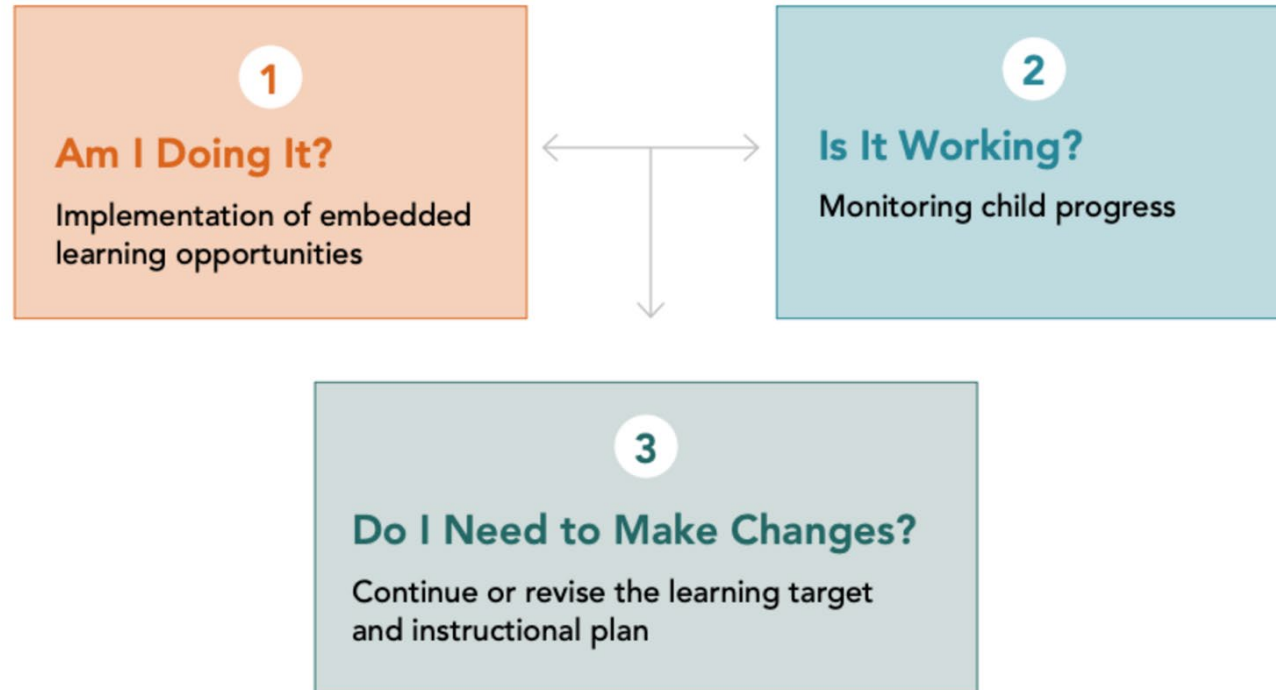 1
Am I Doing It?
Implementation of embedded
learning opportunities
2
Is It Working?
Monitoring child progress
3
Do I Need to Make Changes?
Continue or revise the learning target
and instructional plan